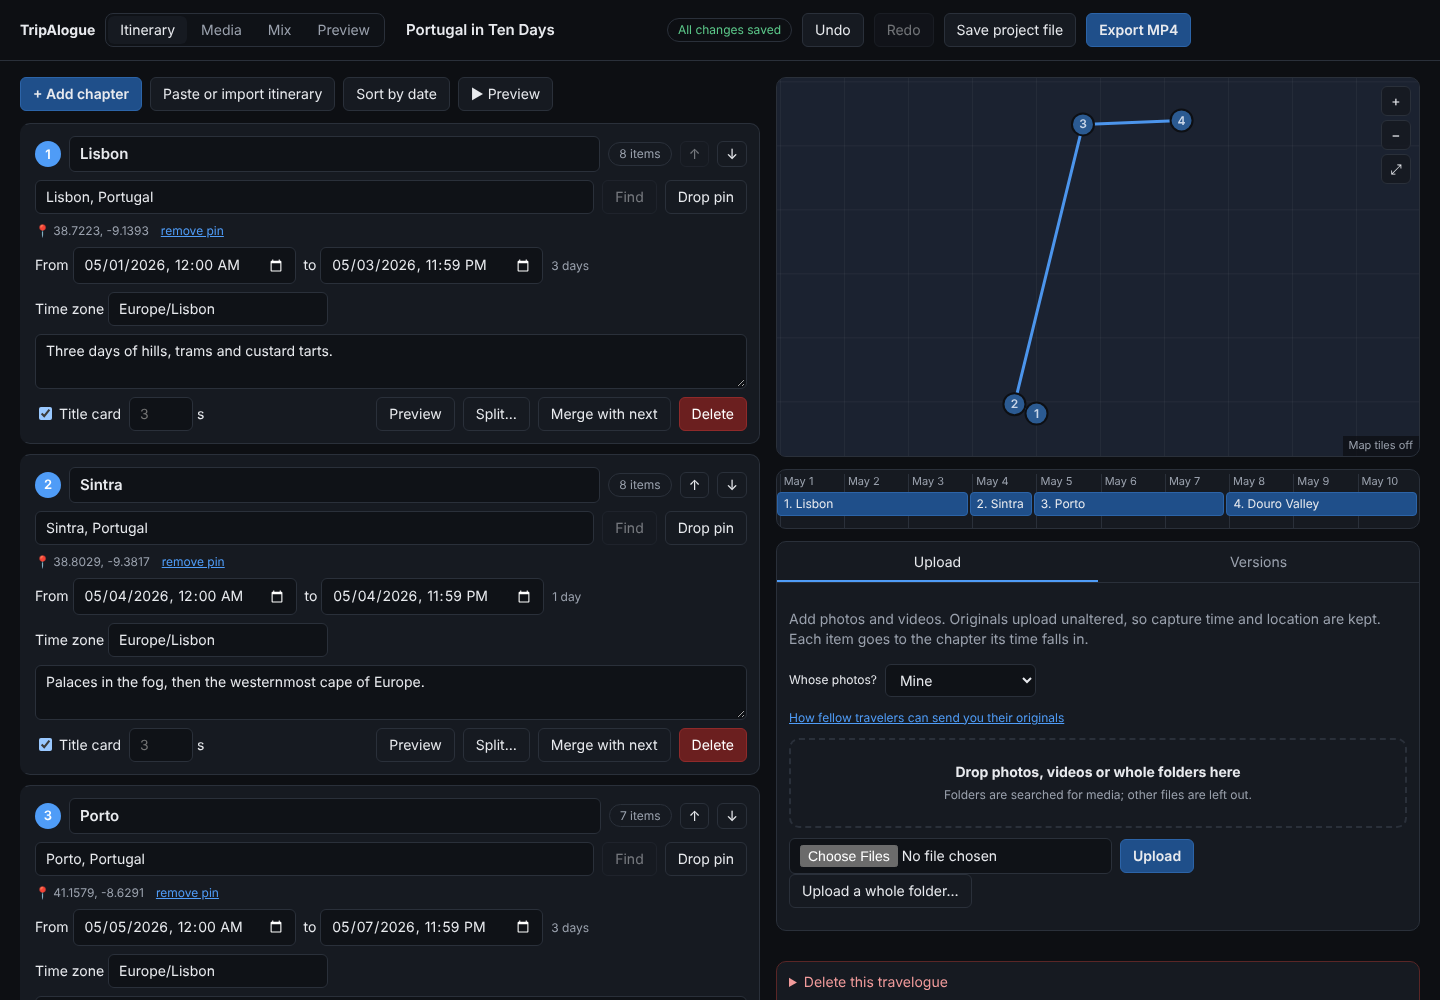 TripAlogue Itinerary Media Mix Preview Portugal in Ten Days All changes saved Undo Redo Save project file Export MP4
+ Add chapter Paste or import itinerary Sort by date ▶ Preview
1 Lisbon 8 items ↑ ↓
Lisbon, Portugal Find Drop pin
📍 38.7223, -9.1393 remove pin
From 05/01/2026, 12:00 AM to 05/03/2026, 11:59 PM 3 days
Time zone Europe/Lisbon
Three days of hills, trams and custard tarts.
Title card 3 s Preview Split... Merge with next Delete
2 Sintra 8 items ↑ ↓
Sintra, Portugal Find Drop pin
📍 38.8029, -9.3817 remove pin
From 05/04/2026, 12:00 AM to 05/04/2026, 11:59 PM 1 day
Time zone Europe/Lisbon
Palaces in the fog, then the westernmost cape of Europe.
Title card 3 s Preview Split... Merge with next Delete
3 Porto 7 items ↑ ↓
Porto, Portugal Find Drop pin
📍 41.1579, -8.6291 remove pin
From 05/05/2026, 12:00 AM to 05/07/2026, 11:59 PM 3 days
Time zone Europe/Lisbon
3 4
2 1
+
−
⤢
Map tiles off
May 1 May 2 May 3 May 4 May 5 May 6 May 7 May 8 May 9 May 10
1. Lisbon 2. Sintra 3. Porto 4. Douro Valley
Upload Versions
Add photos and videos. Originals upload unaltered, so capture time and location are kept.
Each item goes to the chapter its time falls in.
Whose photos? Mine
How fellow travelers can send you their originals
Drop photos, videos or whole folders here
Folders are searched for media; other files are left out.
Choose Files No file chosen Upload
Upload a whole folder...
▶ Delete this travelogue